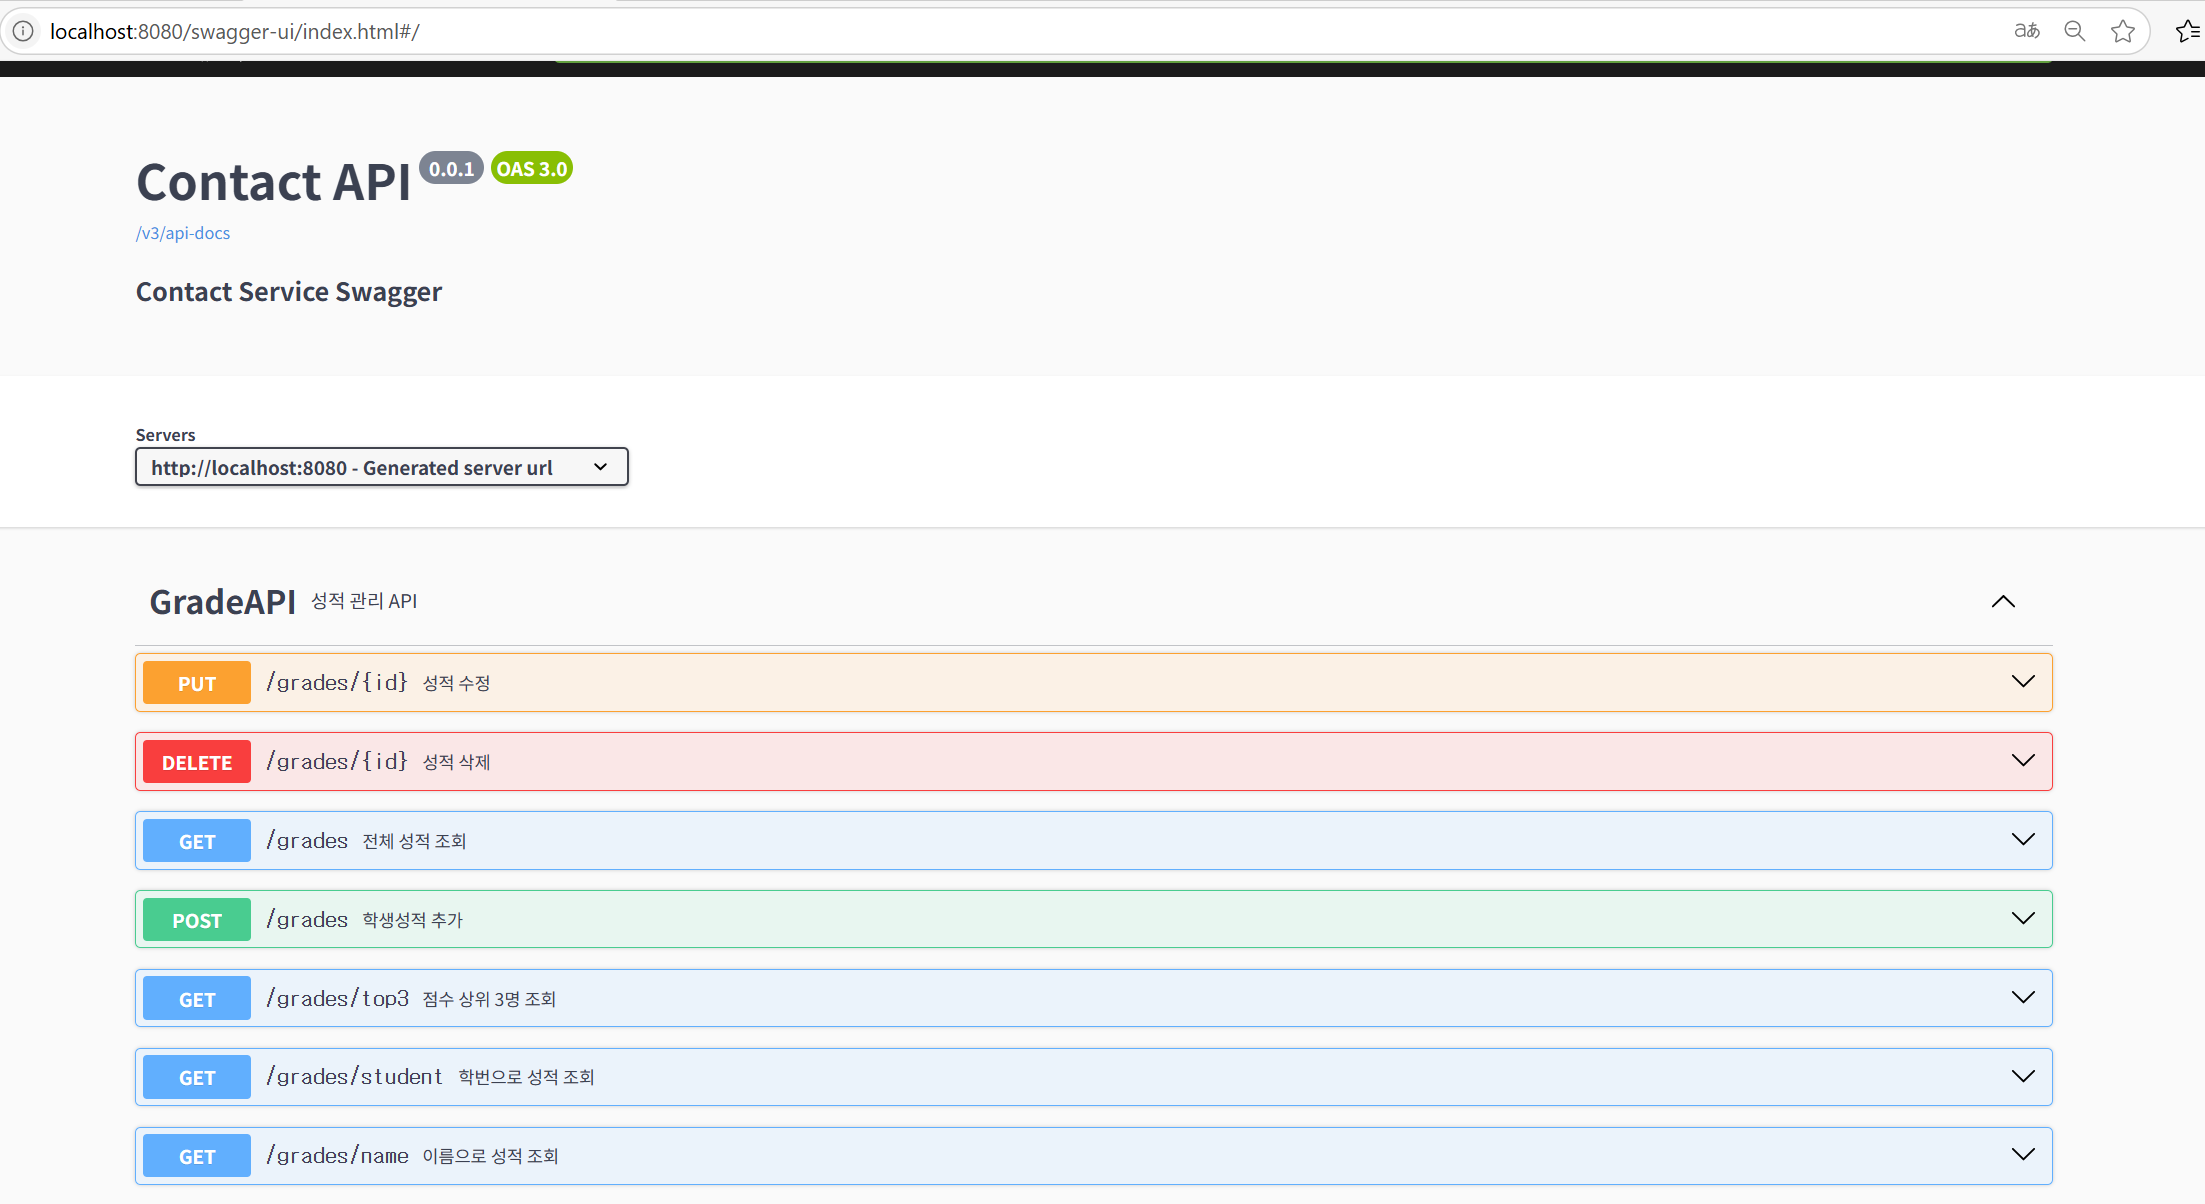 localhost:8080/swagger-ui/index.html#/
Contact API 0.0.1 OAS 3.0
/v3/api-docs
Contact Service Swagger
Servers
http://localhost:8080 - Generated server url
GradeAPI 성적 관리 API
PUT /grades/{id} 성적 수정
DELETE /grades/{id} 성적 삭제
GET /grades 전체 성적 조회
POST /grades 학생성적 추가
GET /grades/top3 점수 상위 3명 조회
GET /grades/student 학번으로 성적 조회
GET /grades/name 이름으로 성적 조회